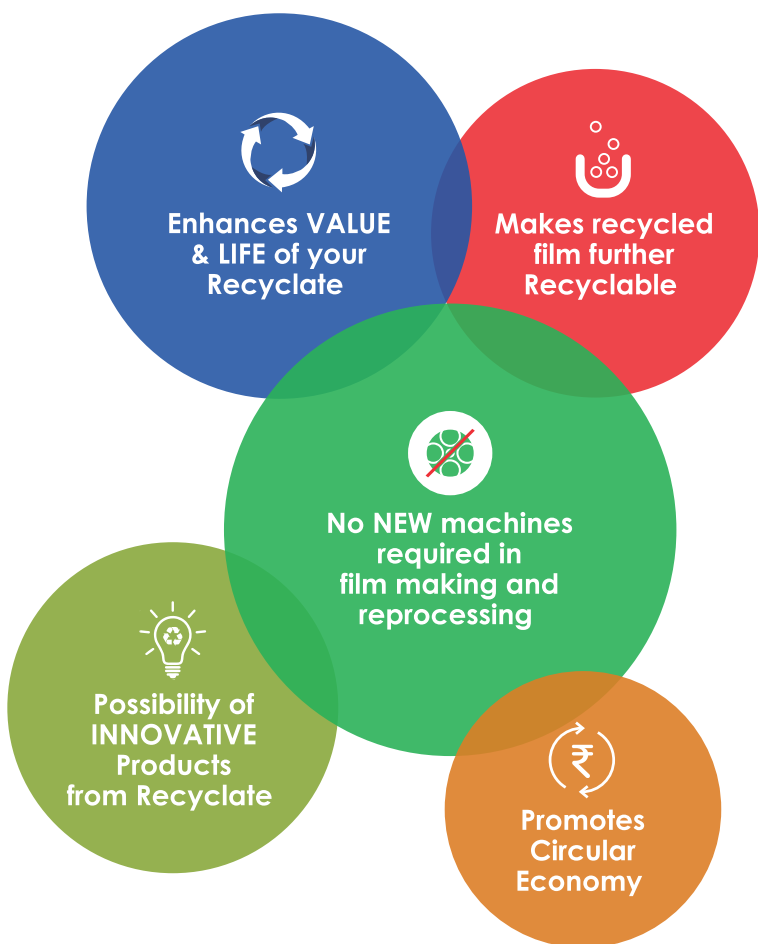 Enhances VALUE
& LIFE of your
Recyclate
Makes recycled
film further
Recyclable
No NEW machines
required in
film making and
reprocessing
Possibility of
INNOVATIVE
Products
from Recyclate
₹
Promotes
Circular
Economy